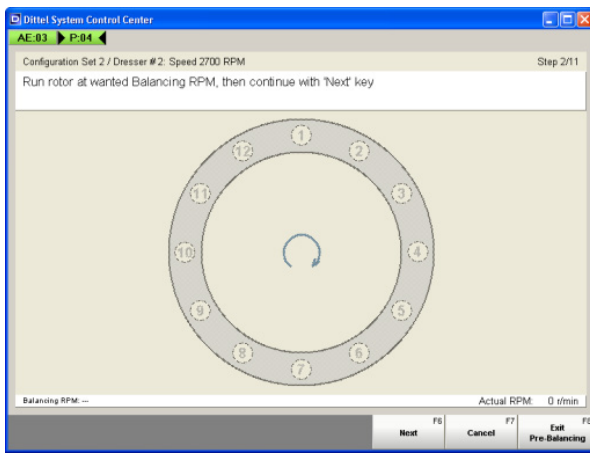 Dittel System Control Center
AE:03 P:04
Configuration Set 2 / Dresser #2: Speed 2700 RPM Step 2/11
Run rotor at wanted Balancing RPM, then continue with 'Next' key
1
12 2
11 3
10 4
9 5
8 6
7
Balancing RPM: --- Actual RPM: 0 r/min
F6 F7 F8
Next Cancel Exit
Pre-Balancing